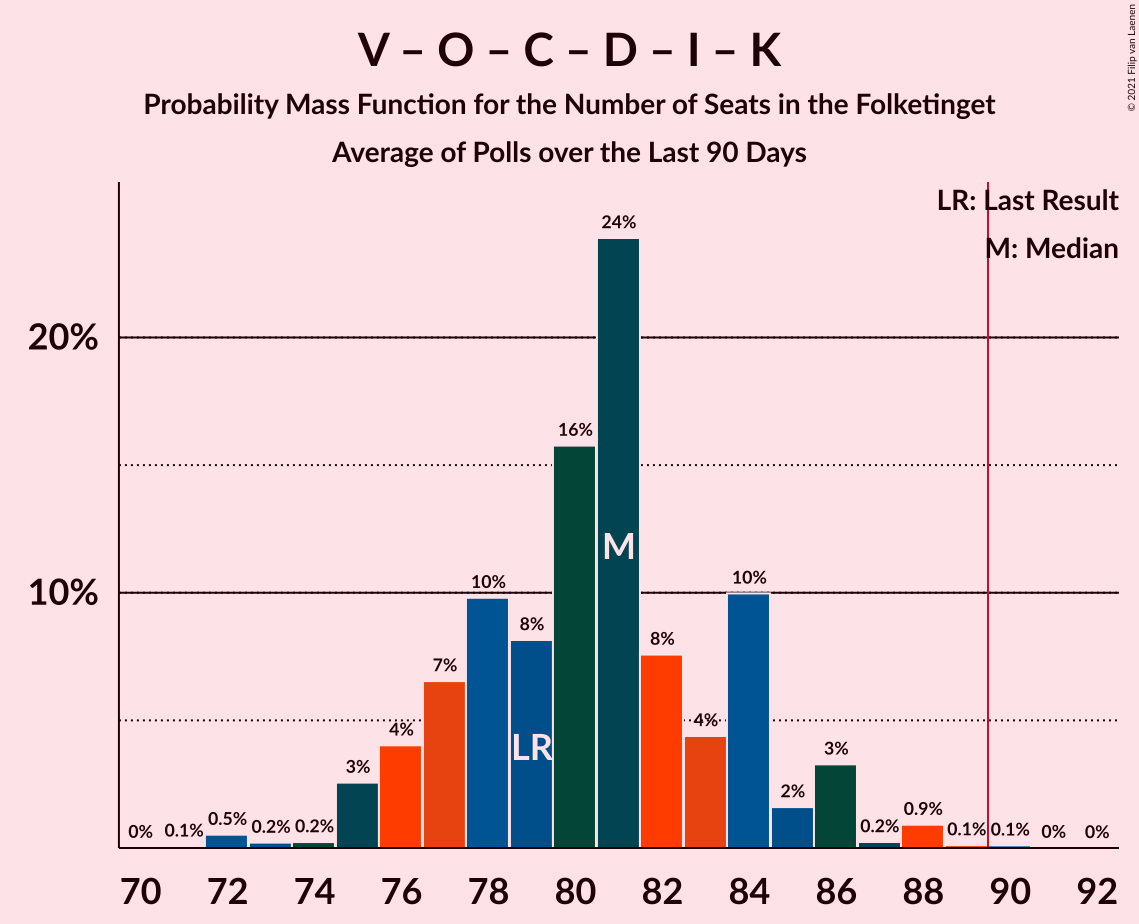 © 2021 Filip van Laenen
V – O – C – D – I – K
Probability Mass Function for the Number of Seats in the Folketinget
Average of Polls over the Last 90 Days
LR: Last Result
M: Median
20%
10%
0%
0.1%
0.5%
0.2%
0.2%
3%
4%
7%
10%
8%
16%
24%
8%
4%
10%
2%
3%
0.2%
0.9%
0.1%
0.1%
0%
0%
M
LR
70 72 74 76 78 80 82 84 86 88 90 92